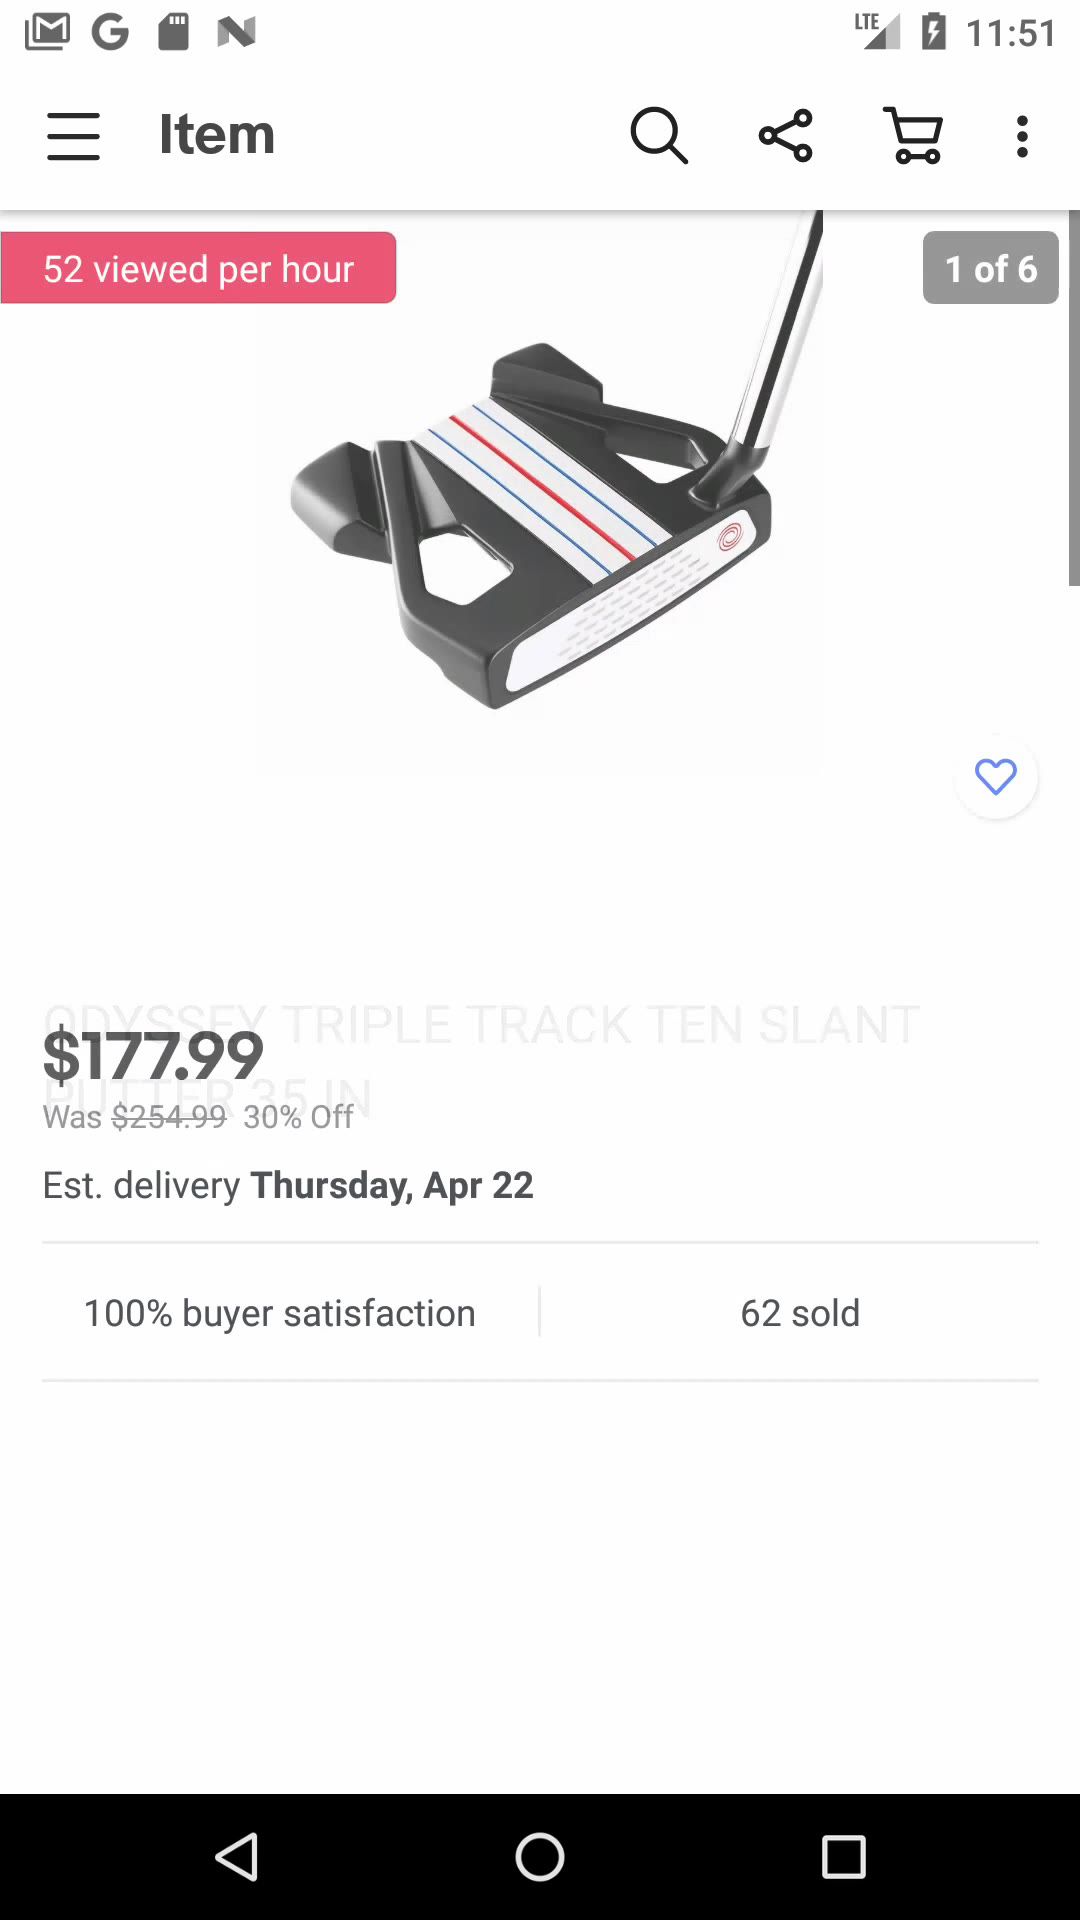 LTE 11:51
Item
52 viewed per hour
1 of 6
ODYSSEY TRIPLE TRACK TEN SLANT
PUTTER 35 IN
$177.99
Was $254.99 30% Off
Est. delivery Thursday, Apr 22
100% buyer satisfaction
62 sold